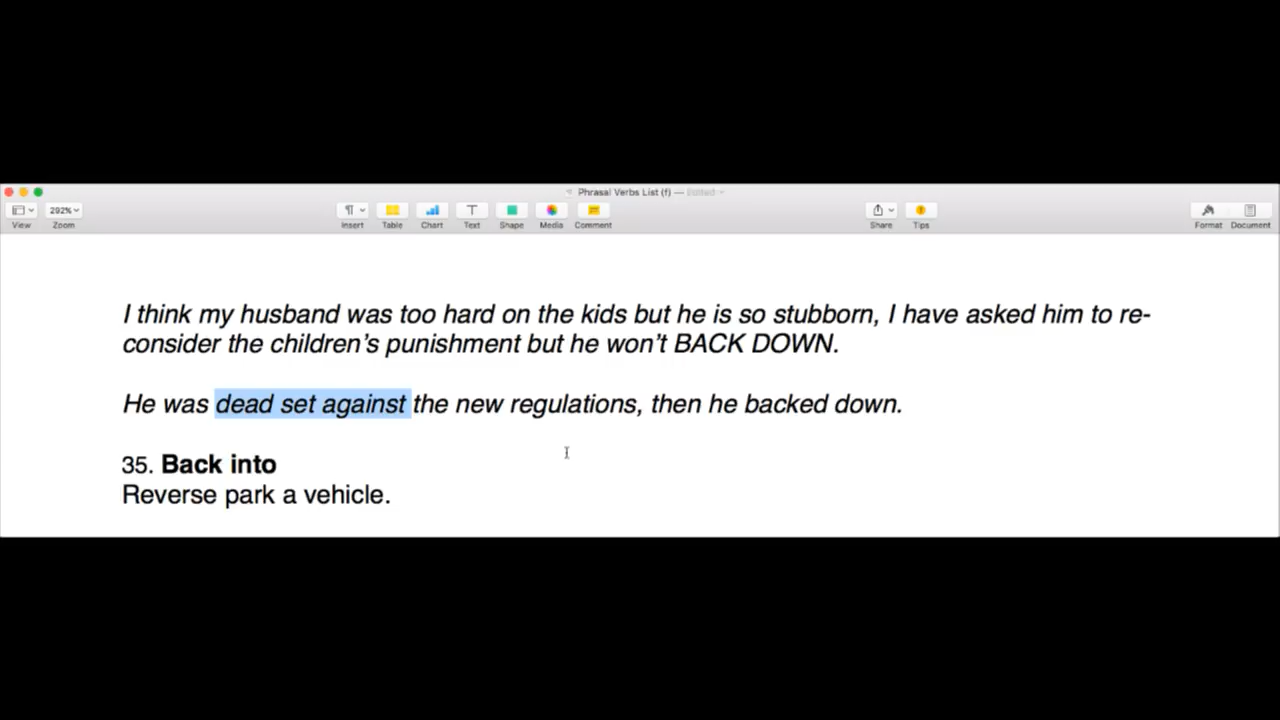 Phrasal Verbs List (f) — Edited
292%
View
Zoom
Insert
Table
Chart
Text
Shape
Media
Comment
Share
Tips
Format
Document
I think my husband was too hard on the kids but he is so stubborn, I have asked him to re-
consider the children’s punishment but he won’t BACK DOWN.
He was dead set against the new regulations, then he backed down.
35. Back into
Reverse park a vehicle.